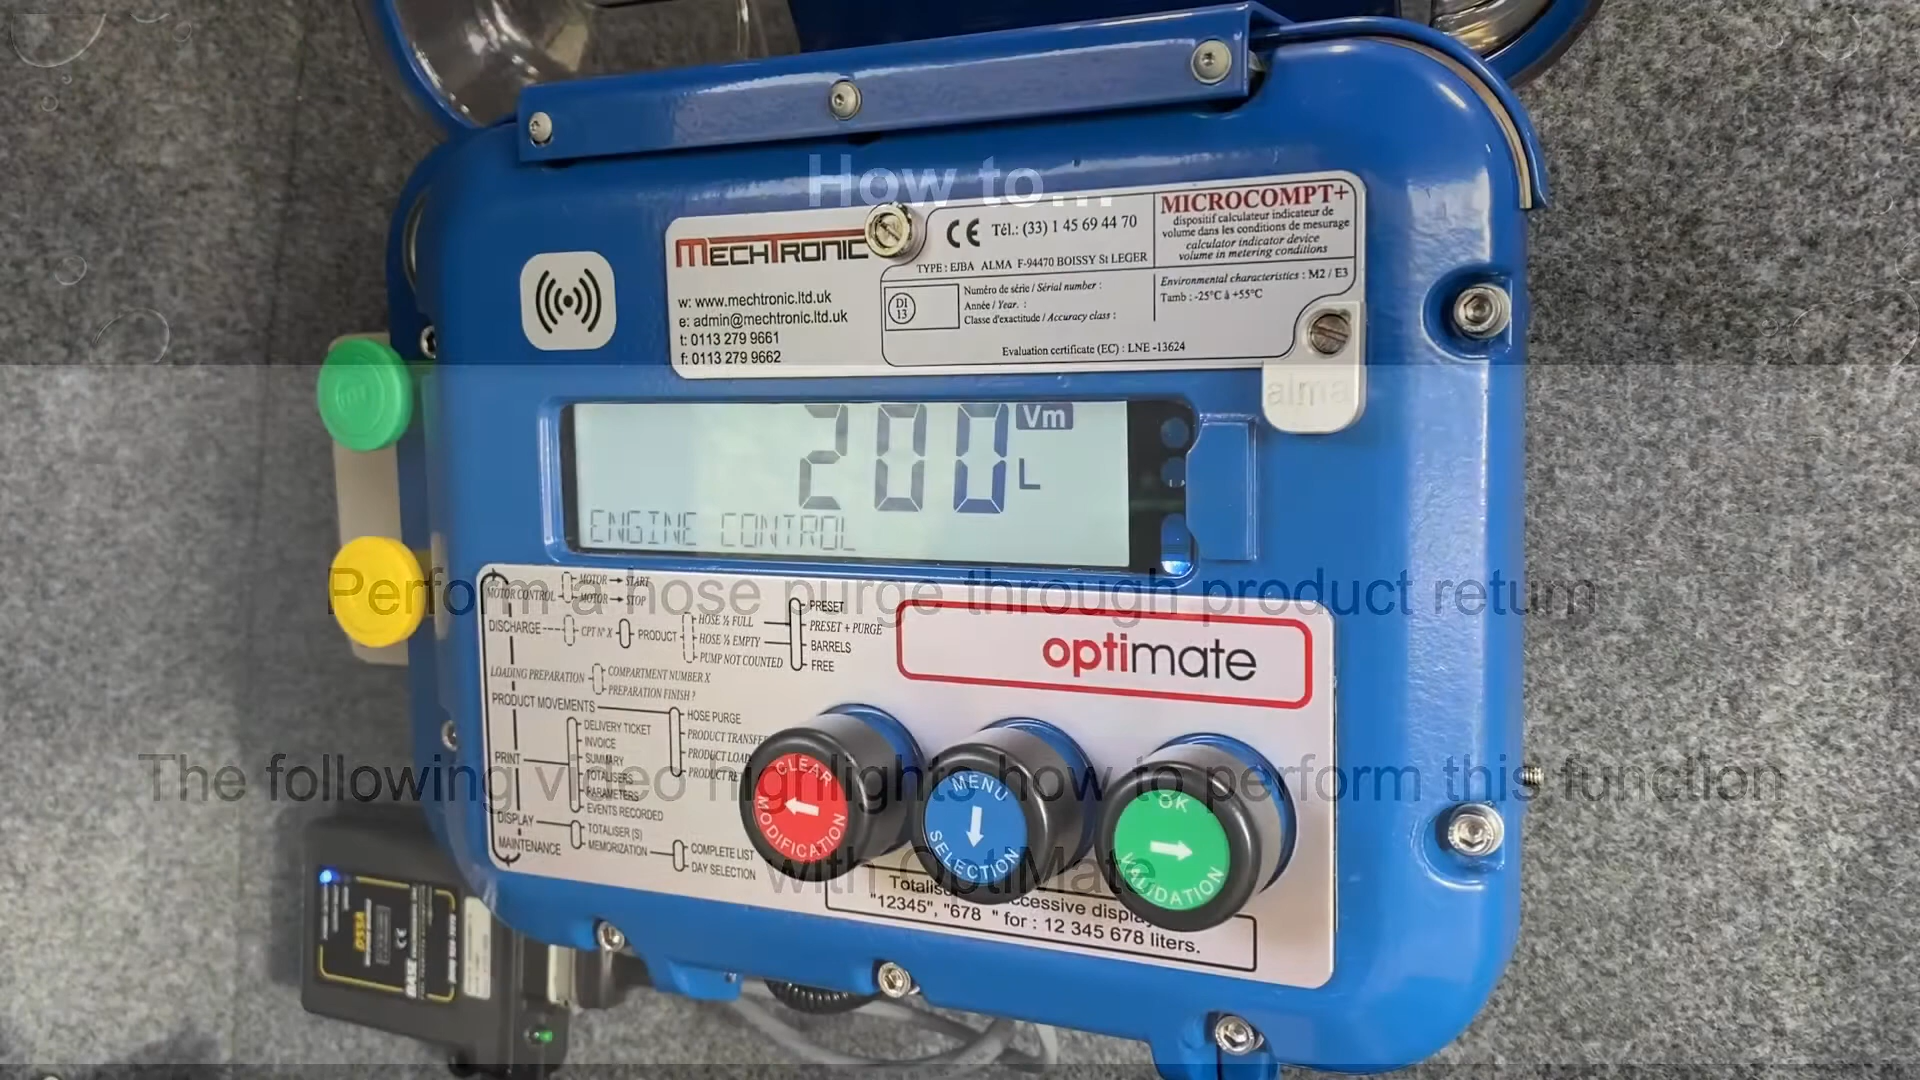 How to...
MECHTRONIC
w: www.mechtronic.ltd.uk
e: admin@mechtronic.ltd.uk
t: 0113 279 9661
f: 0113 279 9662
CE Tél.: (33) 1 45 69 44 70
TYPE : EJBA ALMA F-94470 BOISSY St LEGER
MICROCOMPT+
dispositif calculateur indicateur de
volume dans les conditions de mesurage
calculator indicator device
volume in metering conditions
DI
13
Numéro de série / Serial number :
Année / Year. :
Classe d'exactitude / Accuracy class :
Environmental characteristics : M2 / E3
Tamb : -25°C à +55°C
Evaluation certificate (EC) : LNE -13624
alma
200 Vm
L
ENGINE CONTROL
Perform a hose purge through product return
The following video highlights how to perform this function
with OptiMate
MOTOR CONTROL
MOTOR → START
MOTOR → STOP
DISCHARGE
CPT N° X
PRODUCT
HOSE ½ FULL
HOSE ½ EMPTY
PUMP NOT COUNTED
PRESET
PRESET + PURGE
BARRELS
FREE
LOADING PREPARATION
COMPARTMENT NUMBER X
PREPARATION FINISH ?
PRODUCT MOVEMENTS
HOSE PURGE
PRODUCT TRANSFER
PRODUCT
PRODUCT
PRINT
DELIVERY TICKET
INVOICE
SUMMARY
TOTALISERS
PARAMETERS
EVENTS RECORDED
DISPLAY
TOTALISER (S)
MEMORIZATION
COMPLETE LIST
DAY SELECTION
MAINTENANCE
optimate
CLEAR
MODIFICATION
MENU
SELECTION
OK
VALIDATION
"12345", "678 " for : 12 345 678 liters.
DSSA